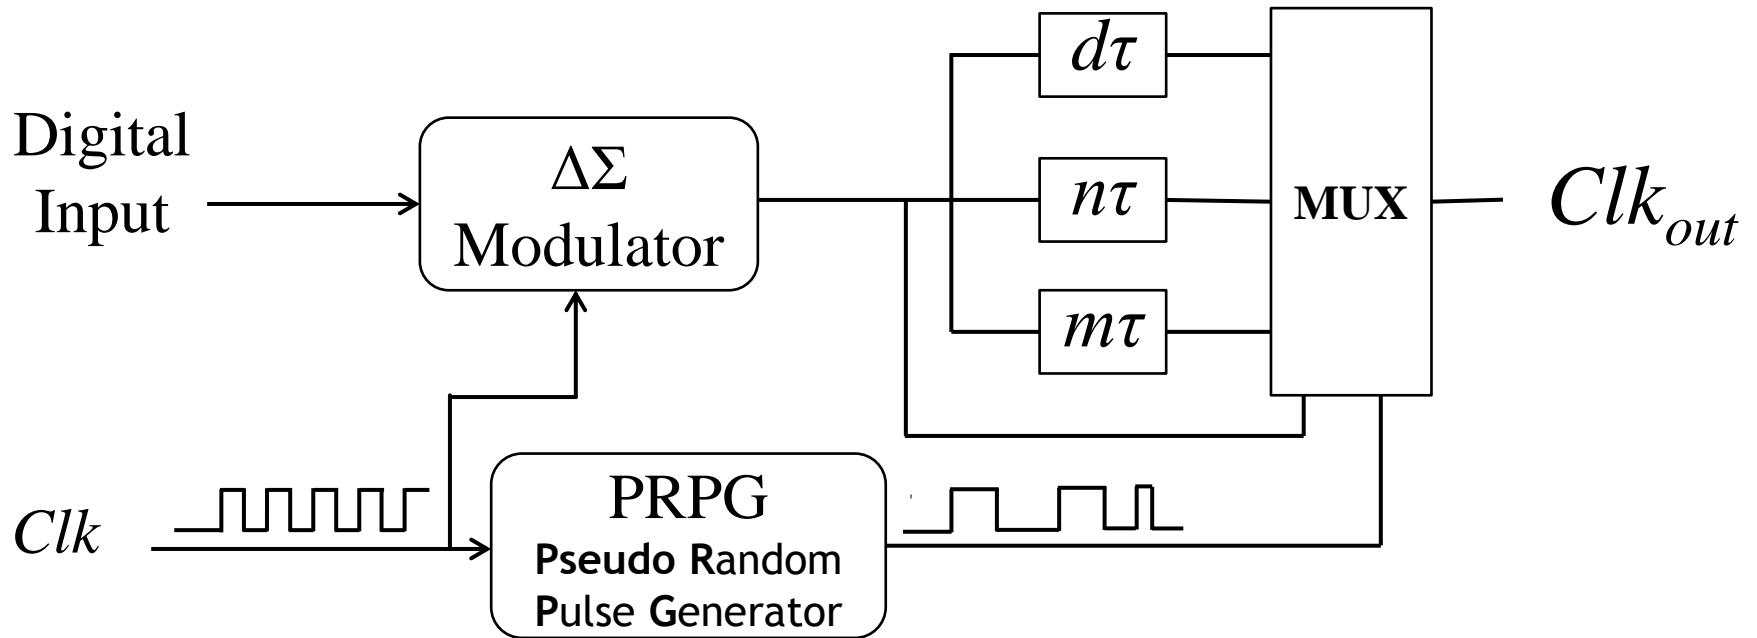 Digital
Input
ΔΣ
Modulator
dτ
nτ
mτ
MUX
Clk_out
Clk
PRPG
Pseudo Random
Pulse Generator